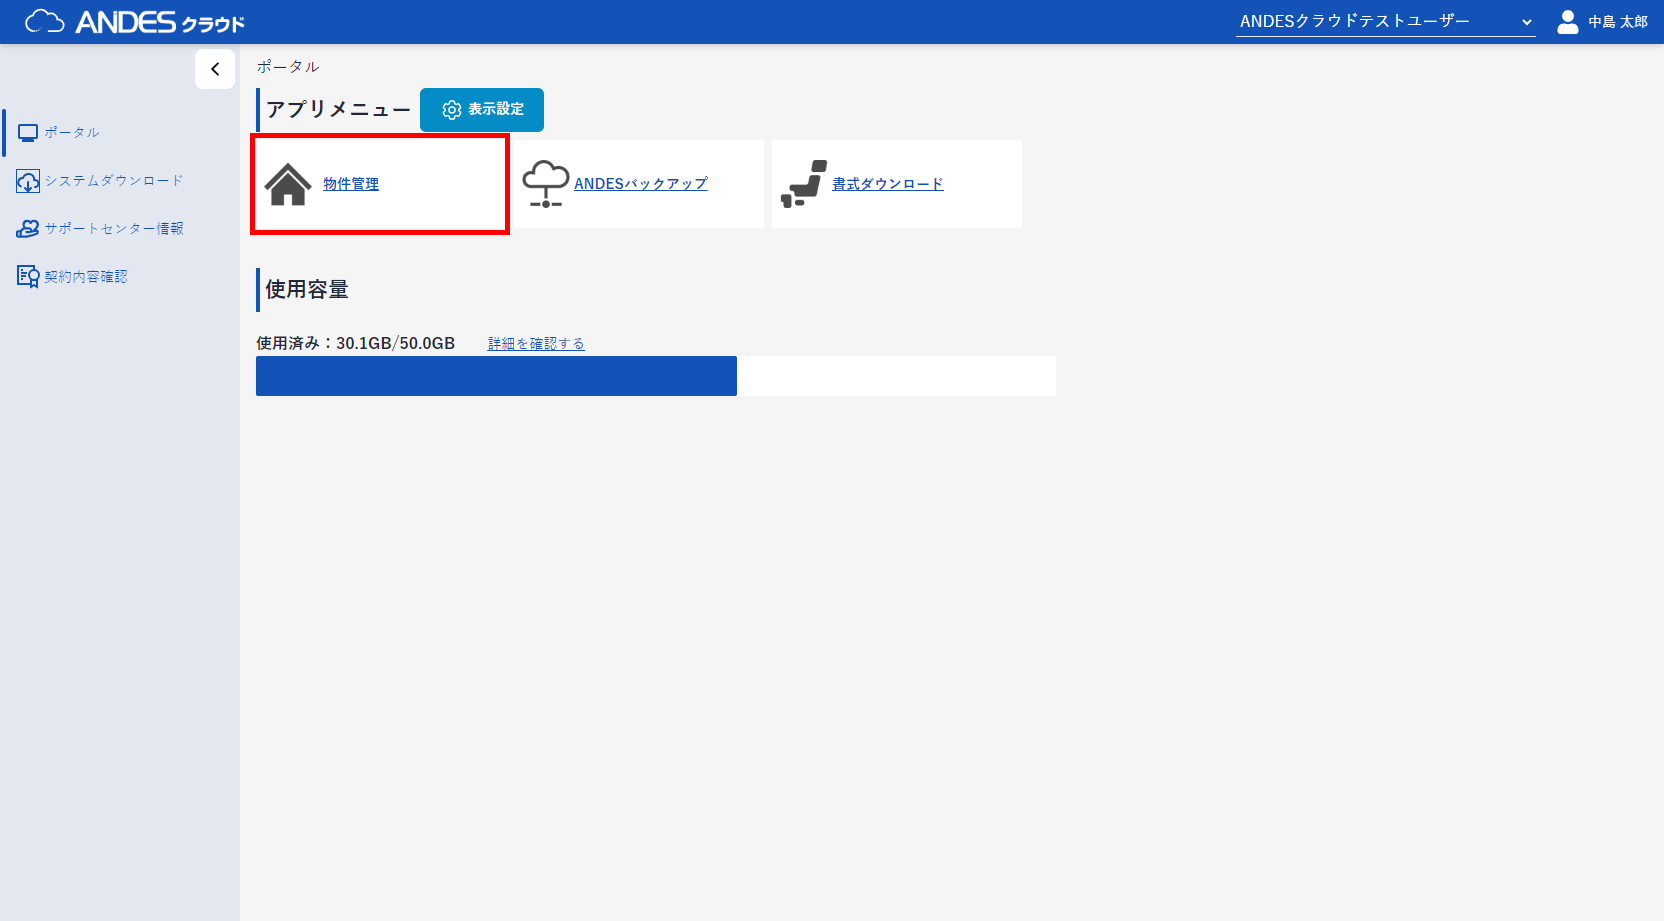 ANDES クラウド
ANDESクラウドテストユーザー
中島 太郎
ポータル
システムダウンロード
サポートセンター情報
契約内容確認
ポータル
アプリメニュー
表示設定
物件管理
ANDESバックアップ
書式ダウンロード
使用容量
使用済み：30.1GB/50.0GB
詳細を確認する